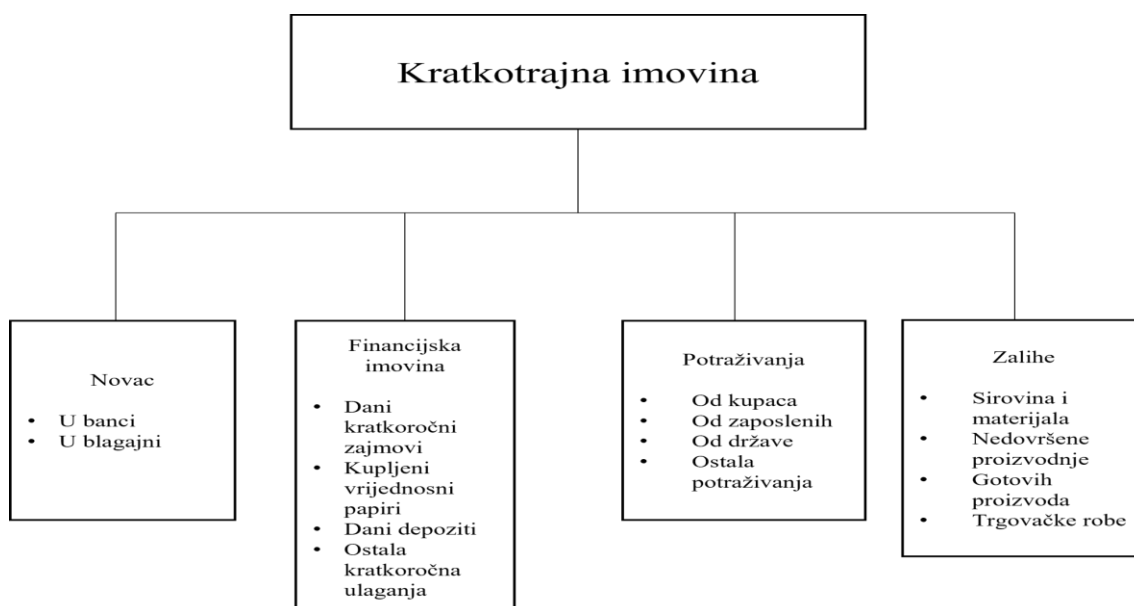 Kratkotrajna imovina
Novac
• U banci
• U blagajni
Financijska
imovina
• Dani
kratkoročni
zajmovi
• Kupljeni
vrijednosni
papiri
• Dani depoziti
• Ostala
kratkoročna
ulaganja
Potraživanja
• Od kupaca
• Od zaposlenih
• Od države
• Ostala
potraživanja
Zalihe
• Sirovina i
materijala
• Nedovršene
proizvodnje
• Gotovih
proizvoda
• Trgovačke robe